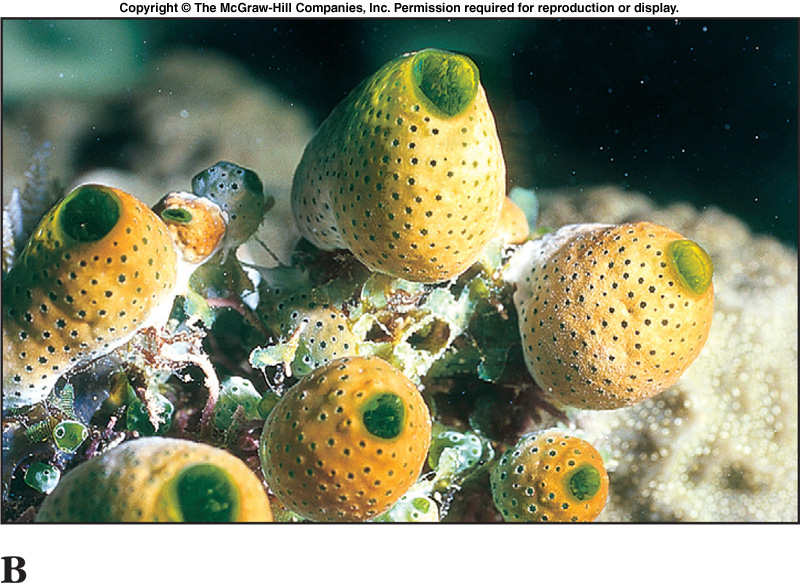 Copyright © The McGraw-Hill Companies, Inc. Permission required for reproduction or display.
B